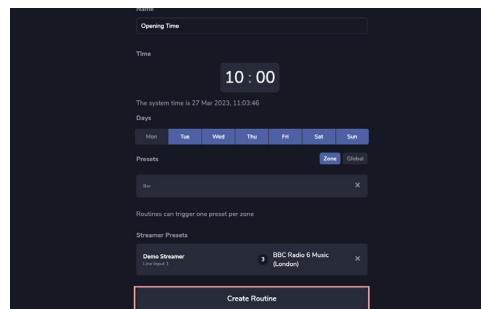 Name
Opening Time
Time
10 : 00
The system time is 27 Mar 2023, 11:03:46
Days
Mon Tue Wed Thu Fri Sat Sun
Presets Zone Global
Bar ×
Routines can trigger one preset per zone
Streamer Presets
Demo Streamer 3 BBC Radio 6 Music ×
Line Input 1 (London)
Create Routine